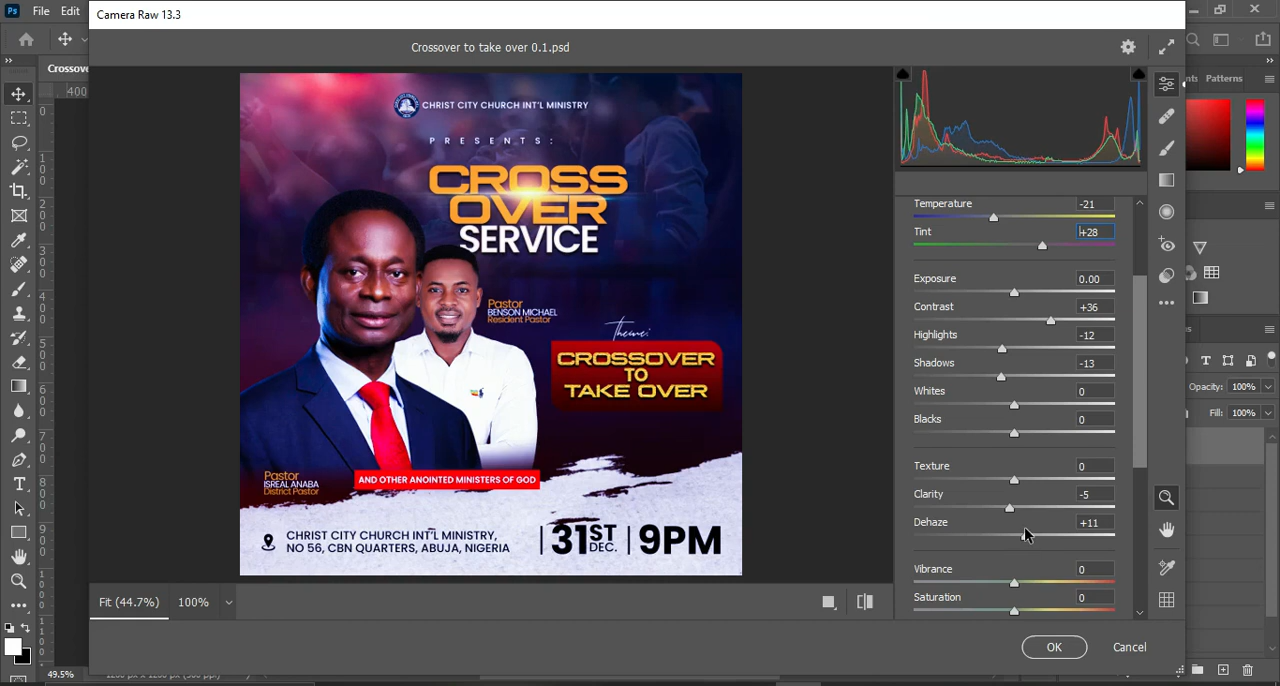 Ps File Edit
Camera Raw 13.3
Crossover to take over 0.1.psd
Crossove
400
CHRIST CITY CHURCH INT'L MINISTRY
PRESENTS:
CROSS
OVER
SERVICE
Pastor
BENSON MICHAEL
Resident Pastor
Theme:
CROSSOVER
TO
TAKE OVER
Pastor
ISREAL ANABA
District Pastor
AND OTHER ANOINTED MINISTERS OF GOD
CHRIST CITY CHURCH INT'L MINISTRY,
NO 56, CBN QUARTERS, ABUJA, NIGERIA
31ST DEC. 9PM
Fit (44.7%) 100%
Temperature -21
Tint +28
Exposure 0.00
Contrast +36
Highlights -12
Shadows -13
Whites 0
Blacks 0
Texture 0
Clarity -5
Dehaze +11
Vibrance 0
Saturation 0
OK Cancel
nts Patterns
Opacity: 100%
Fill: 100%
49.5%